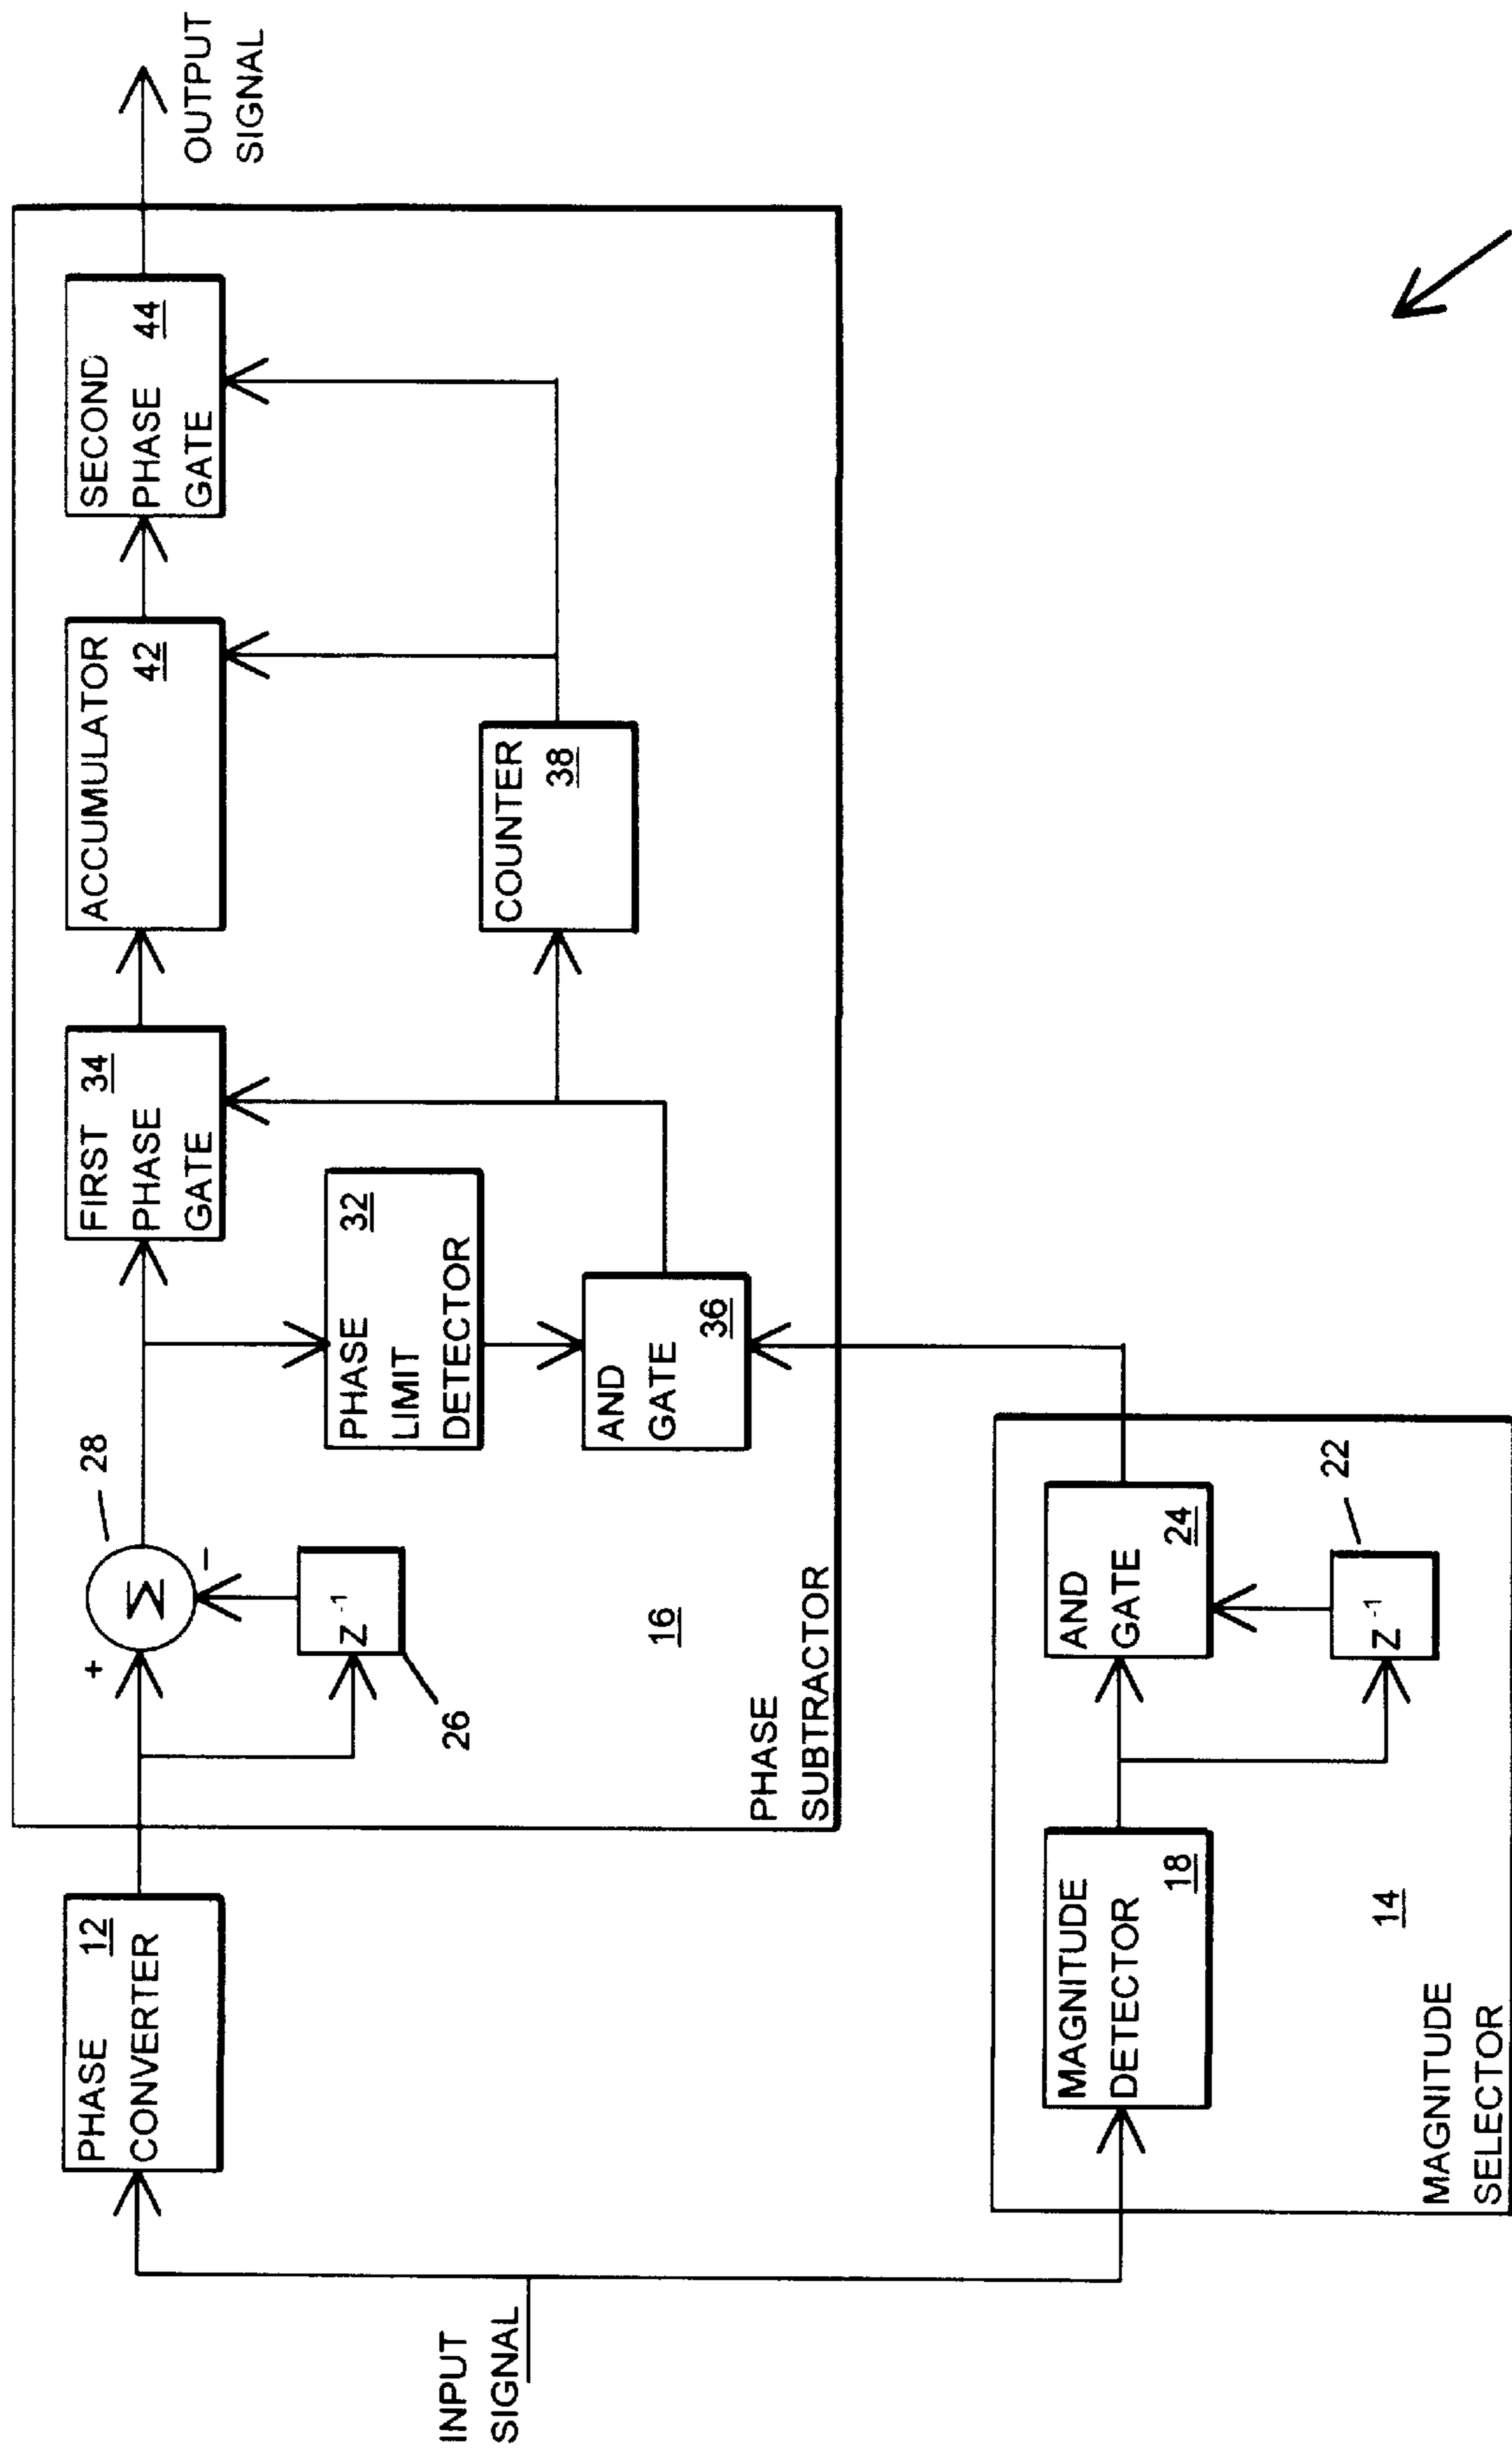 INPUT
SIGNAL
PHASE 12
CONVERTER
+
Σ
-
28
Z⁻¹
26
16
PHASE
SUBTRACTOR
FIRST 34
PHASE
GATE
PHASE 32
LIMIT
DETECTOR
AND
GATE 36
ACCUMULATOR
42
COUNTER
38
SECOND
PHASE 44
GATE
OUTPUT
SIGNAL
MAGNITUDE
DETECTOR 18
AND
GATE 24
Z⁻¹
22
14
MAGNITUDE
SELECTOR